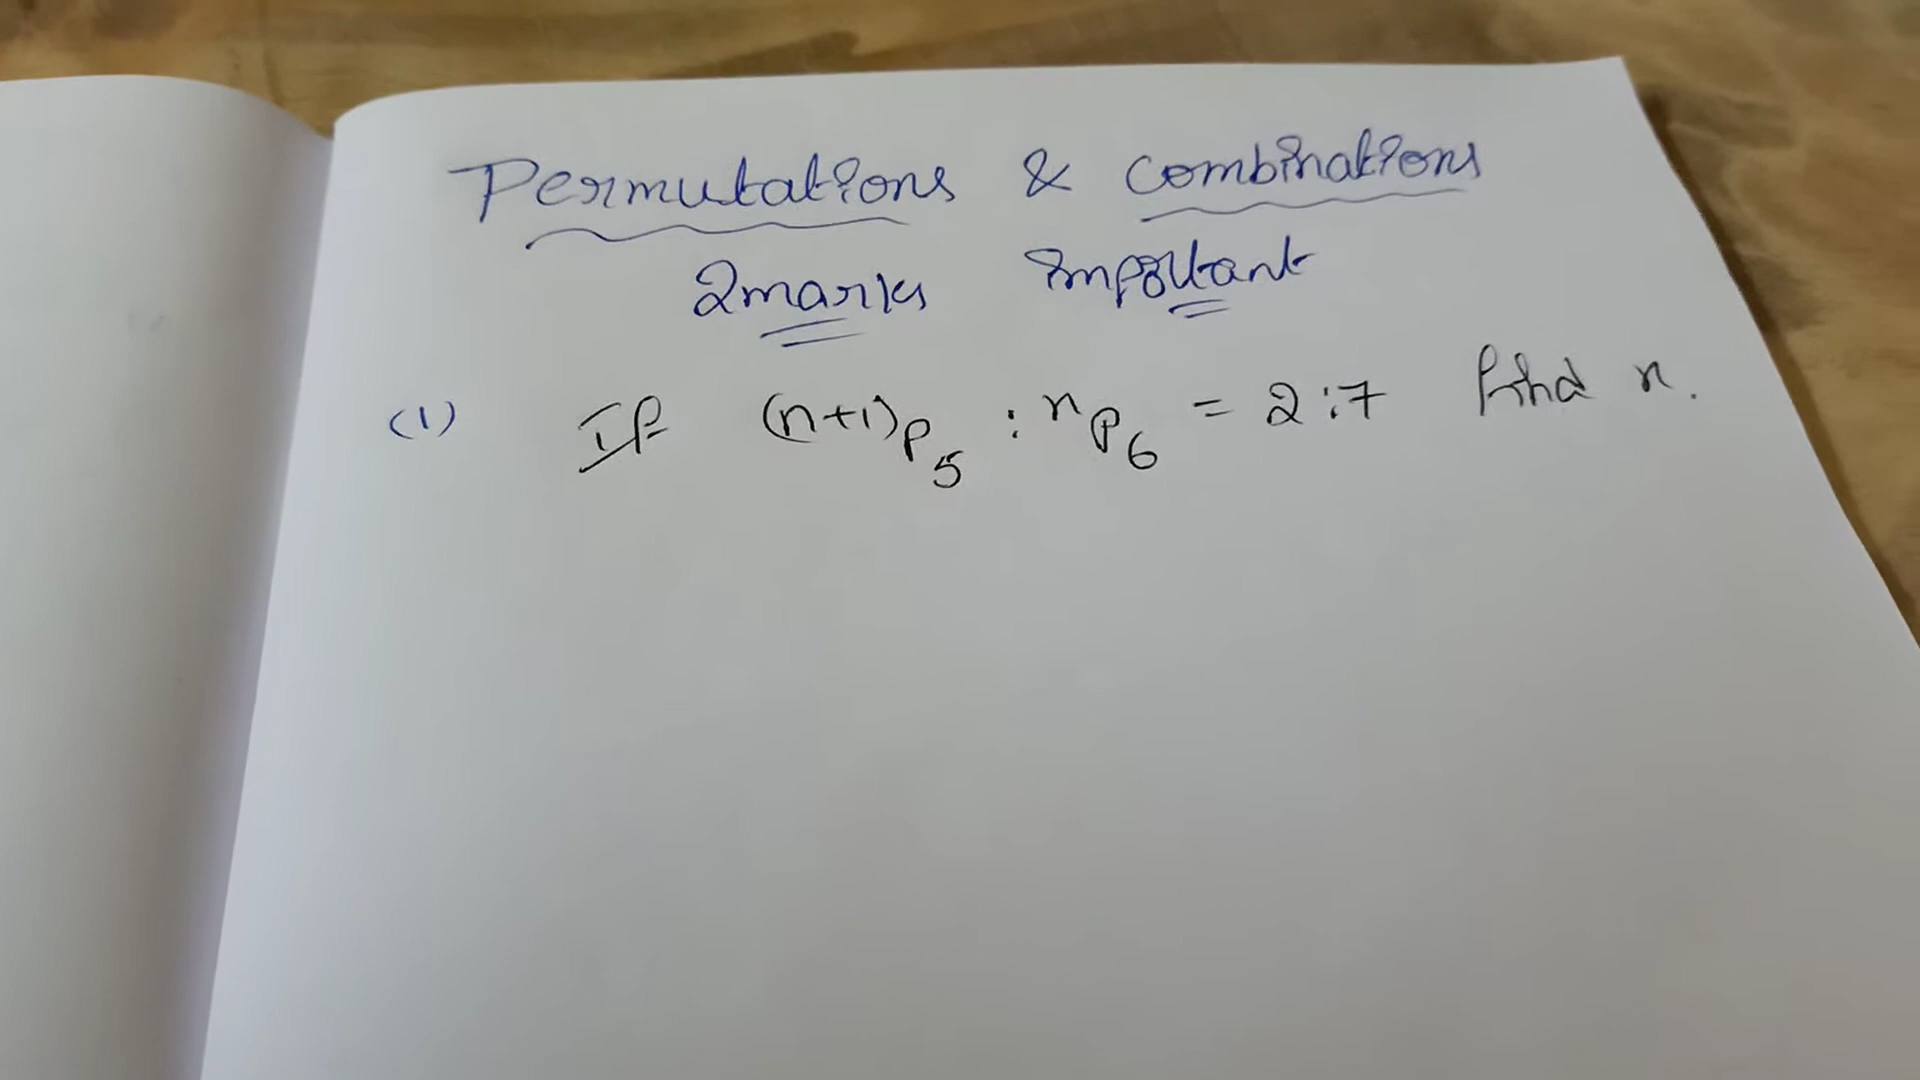 Permutations & combinations
2marks important
(1) If (n+1)P₅ : ⁿP₆ = 2:7 find n.